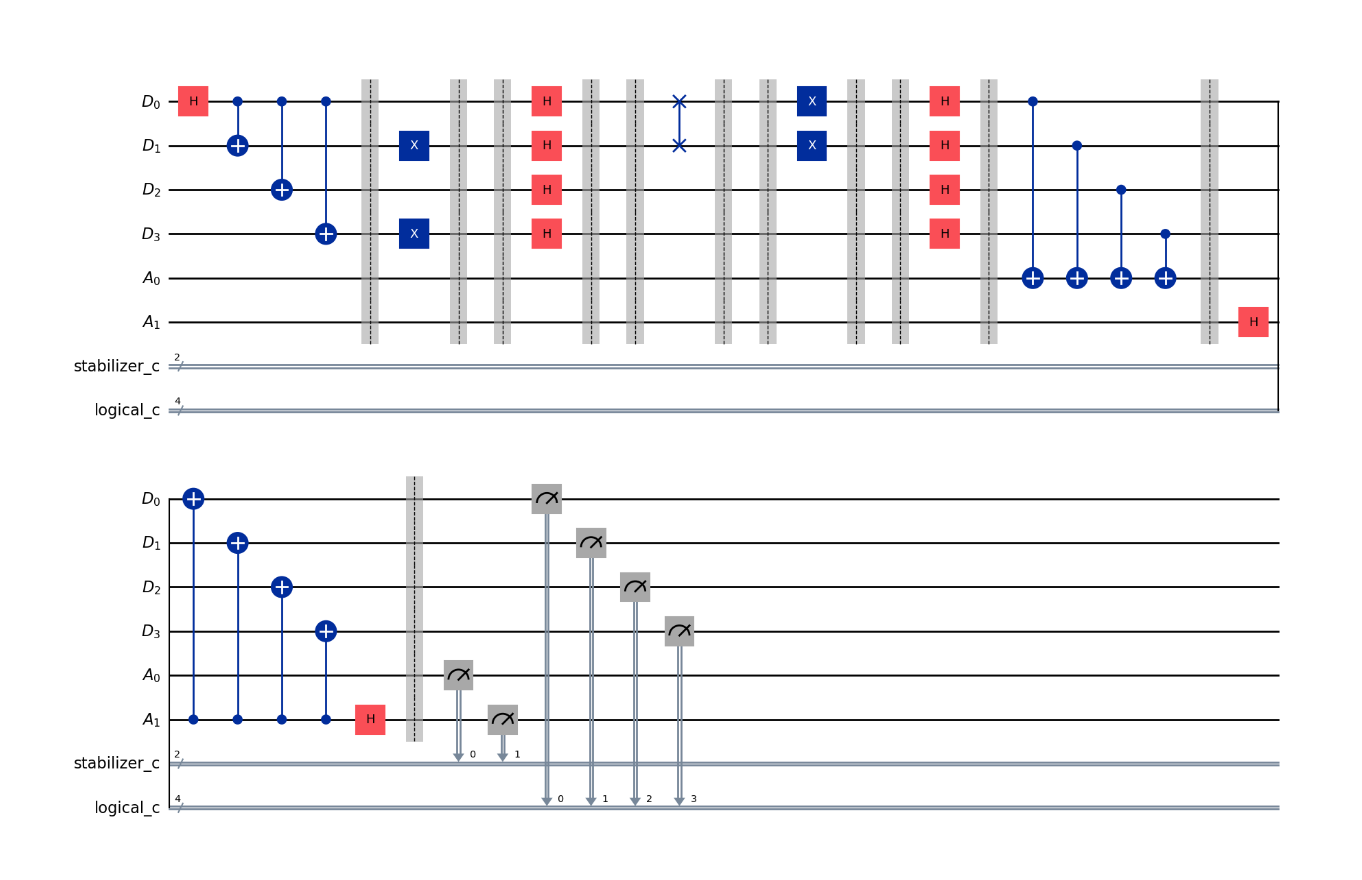 D0 H X H
D1 X H X H
D2 H H
D3 X H H
A0
A1 H
stabilizer_c 2
logical_c 4
D0
D1
D2
D3
A0
A1 H
stabilizer_c 2 0 1
logical_c 4 0 1 2 3